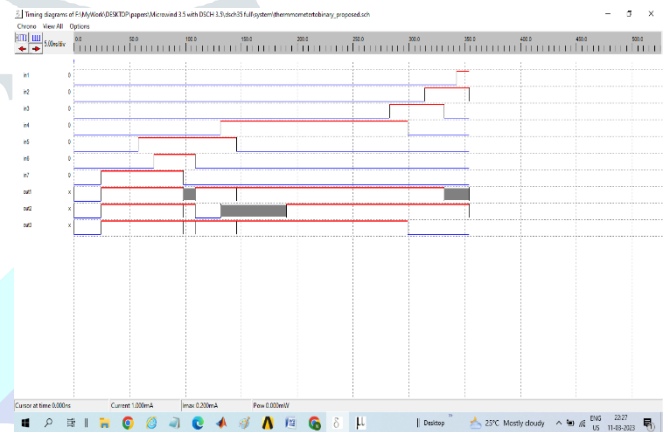 Timing diagrams of F:\MyWork\DESKTOP\papers\Microwind 3.5 with DSCH 3.5\dsch35 full\system\thermmometertobinary_proposed.sch
Chrono View All Options
5.00ns/div 0.0 50.0 100.0 150.0 200.0 250.0 300.0 350.0 400.0 450.0 500.0
in1 0
in2 0
in3 0
in4 0
in5 0
in6 0
in7 0
out1 x
out2 x
out3 x
Cursor at time 0.000ns Current 1.000mA Imax 0.200mA Pow 0.000mW
Desktop 25°C Mostly cloudy ENG 22:27
US 11-08-2023